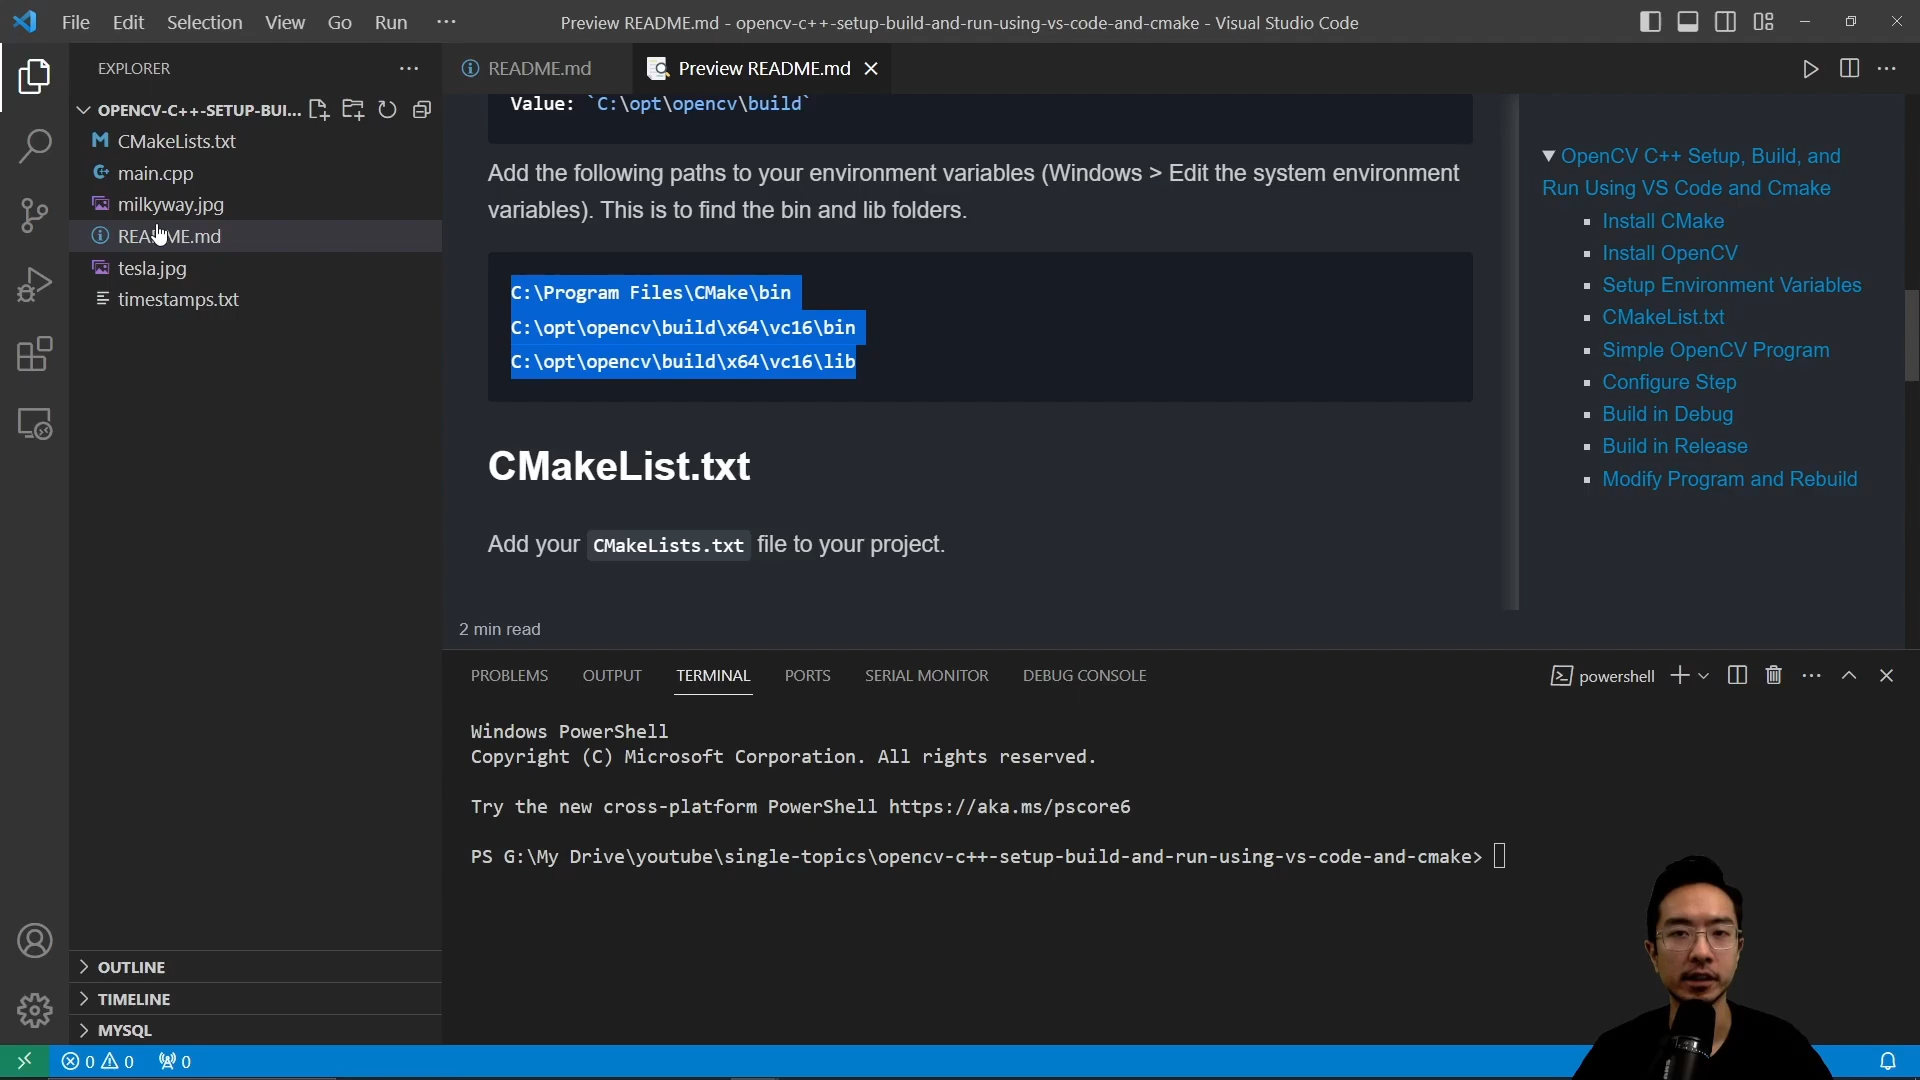 File Edit Selection View Go Run ···
Preview README.md - opencv-c++-setup-build-and-run-using-vs-code-and-cmake - Visual Studio Code
EXPLORER
OPENCV-C++-SETUP-BUI...
CMakeLists.txt
main.cpp
milkyway.jpg
README.md
tesla.jpg
timestamps.txt
OUTLINE
TIMELINE
MYSQL
README.md
Preview README.md
Value: `C:\opt\opencv\build`
Add the following paths to your environment variables (Windows > Edit the system environment
variables). This is to find the bin and lib folders.
C:\Program Files\CMake\bin
C:\opt\opencv\build\x64\vc16\bin
C:\opt\opencv\build\x64\vc16\lib
CMakeList.txt
Add your CMakeLists.txt file to your project.
2 min read
▼ OpenCV C++ Setup, Build, and
Run Using VS Code and Cmake
▪ Install CMake
▪ Install OpenCV
▪ Setup Environment Variables
▪ CMakeList.txt
▪ Simple OpenCV Program
▪ Configure Step
▪ Build in Debug
▪ Build in Release
▪ Modify Program and Rebuild
PROBLEMS OUTPUT TERMINAL PORTS SERIAL MONITOR DEBUG CONSOLE
powershell
Windows PowerShell
Copyright (C) Microsoft Corporation. All rights reserved.
Try the new cross-platform PowerShell https://aka.ms/pscore6
PS G:\My Drive\youtube\single-topics\opencv-c++-setup-build-and-run-using-vs-code-and-cmake>
0 0 0